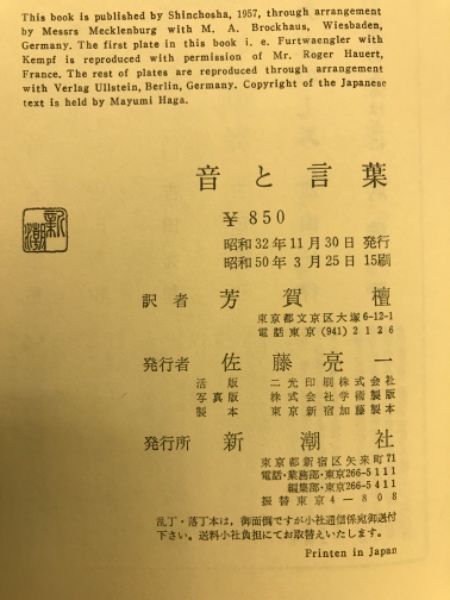 This book is published by Shinchosha, 1957, through arrangement
by Messrs Mecklenburg with M. A. Brockhaus, Wiesbaden,
Germany. The first plate in this book i. e. Furtwaengler with
Kempf is reproduced with permission of Mr. Roger Hauert,
France. The rest of plates are reproduced through arrangement
with Verlag Ullstein, Berlin, Germany. Copyright of the Japanese
text is held by Mayumi Haga.
音と言葉
¥850
新潮
昭和32年11月30日 発行
昭和50年3月25日 15刷
訳者 芳賀檀
東京都文京区大塚6-12-1
電話東京(941)2126
発行者 佐藤亮一
活版 二光印刷株式会社
写真版 株式会社学術製版
製本 東京新宿加藤製本
発行所 新潮社
東京都新宿区矢来町71
電話・業務部・東京266-5111
編集部・東京266-5411
振替東京4-808
乱丁・落丁本は、御面倒ですが小社通信係宛御送付
下さい。送料小社負担にてお取替えいたします。
Printen in Japan